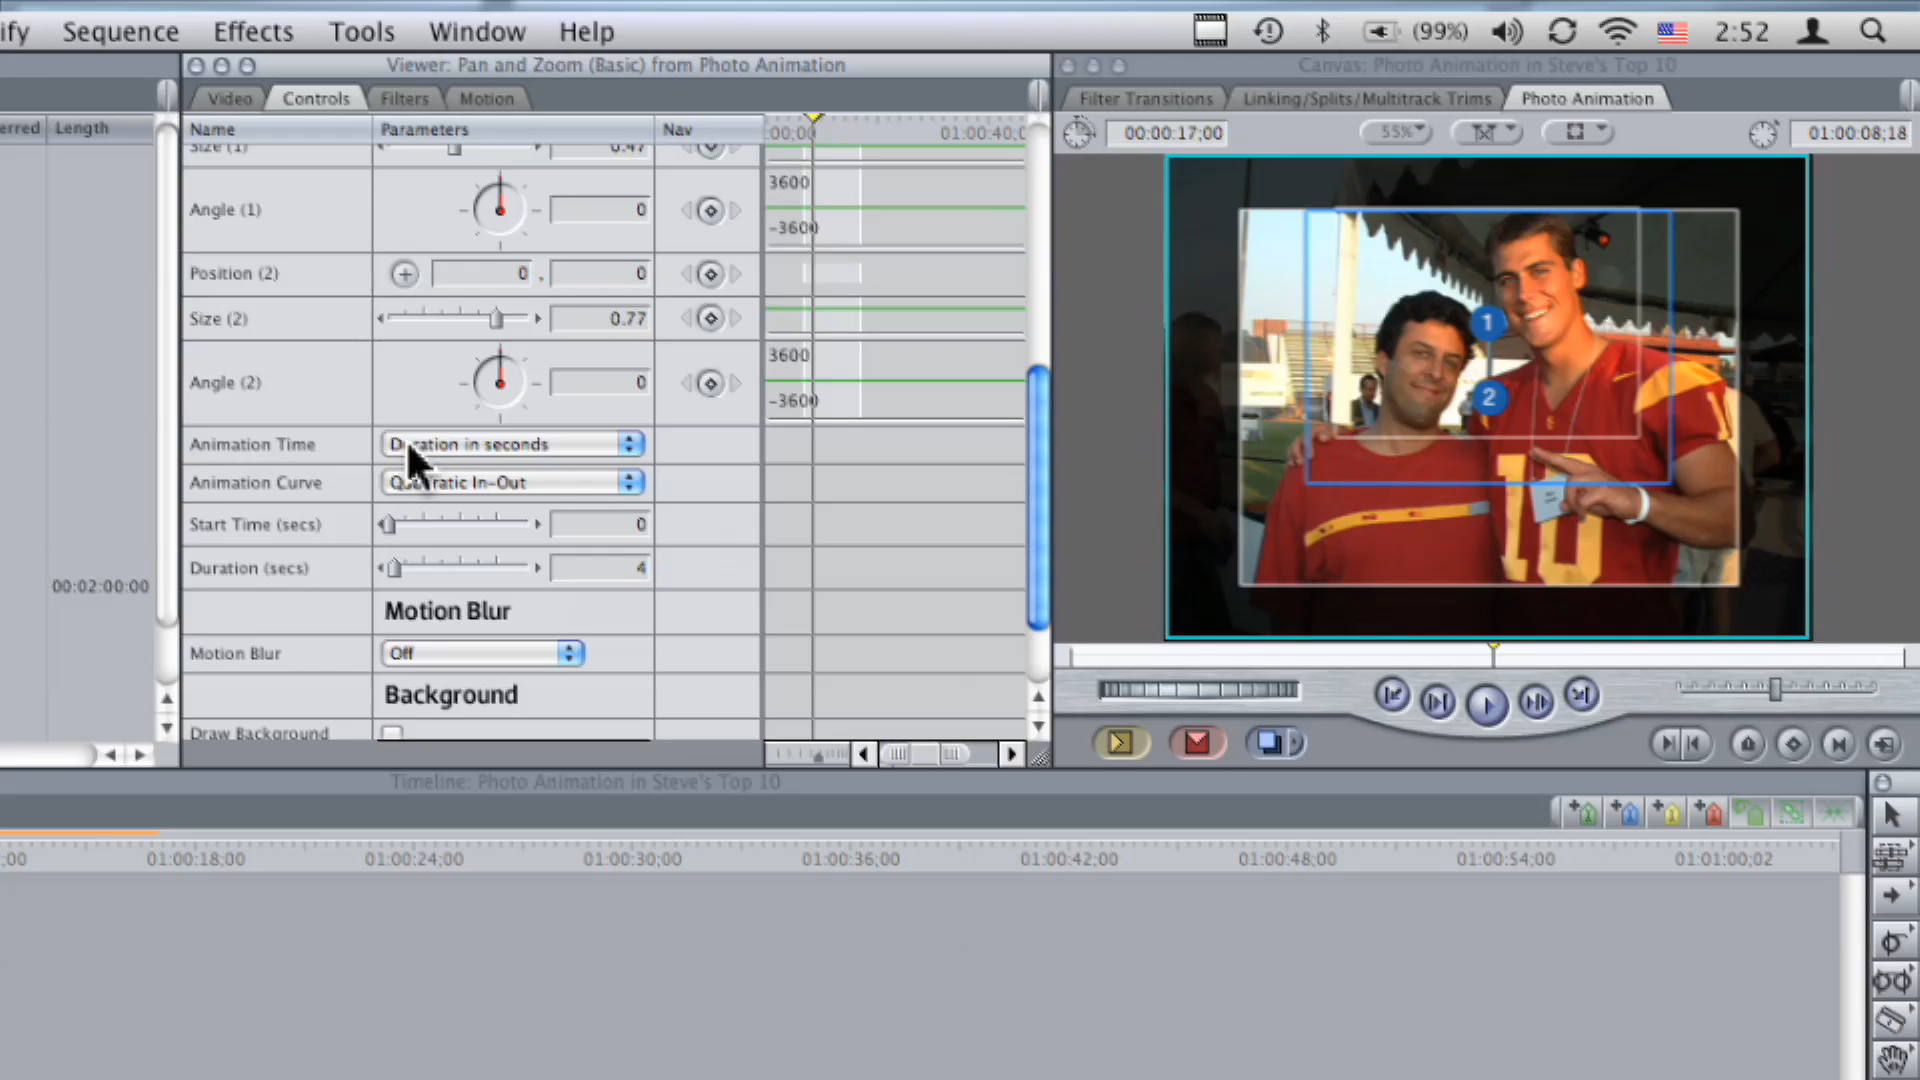 ify Sequence Effects Tools Window Help (99%) 2:52
Viewer: Pan and Zoom (Basic) from Photo Animation
Canvas: Photo Animation in Steve's Top 10
Video Controls Filters Motion
Filter Transitions Linking/Splits/Multitrack Trims Photo Animation
erred Length
Name Parameters Nav :00;00 01:00:40;0
00:00:17;00 55% 01:00:08;18
Size (1) 0.47
Angle (1) 0 3600 -3600
Position (2) 0 , 0
Size (2) 0.77
Angle (2) 0 3600 -3600
Animation Time Duration in seconds
Animation Curve Quadratic In-Out
Start Time (secs) 0
Duration (secs) 4
00:02:00:00
Motion Blur
Motion Blur Off
Background
Draw Background
1
2
10
Timeline: Photo Animation in Steve's Top 10
;00 01:00:18;00 01:00:24;00 01:00:30;00 01:00:36;00 01:00:42;00 01:00:48;00 01:00:54;00 01:01:00;02